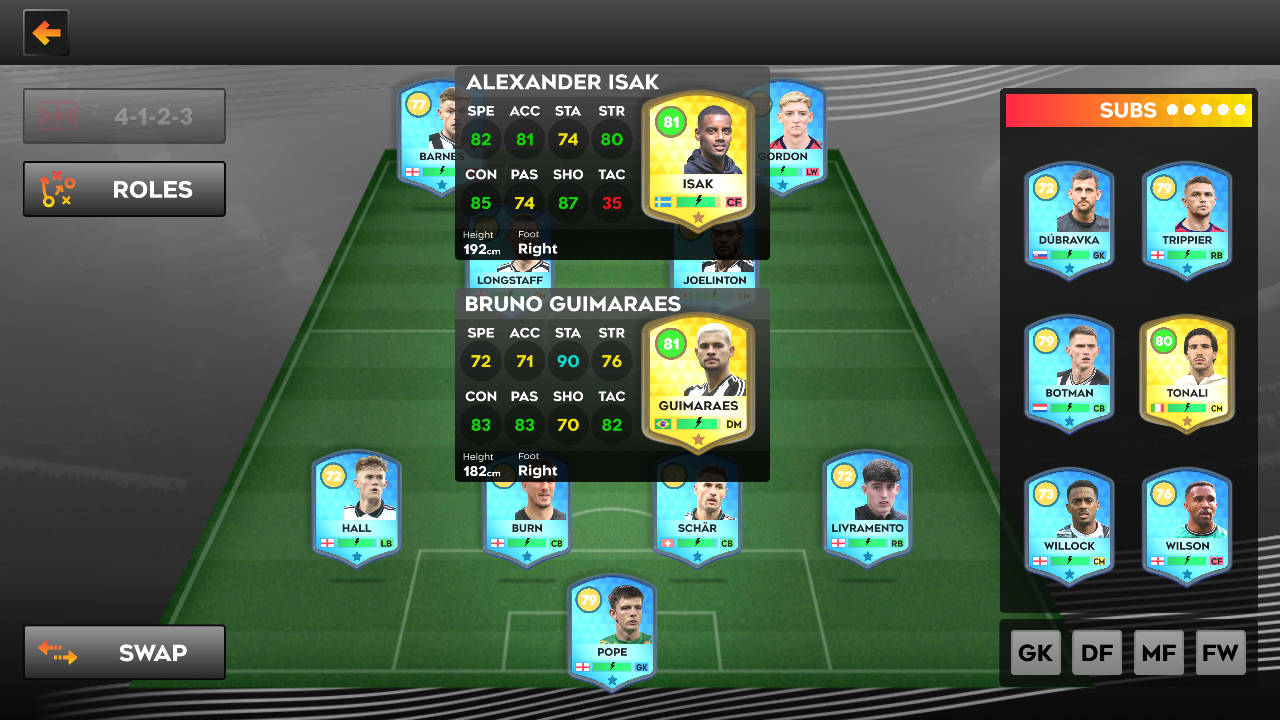 4-1-2-3
ROLES
SWAP
77
BARNES
GORDON
LW
ALEXANDER ISAK
SPE ACC STA STR
82 81 74 80
CON PAS SHO TAC
85 74 87 35
Height Foot
192cm Right
81
ISAK
CF
LONGSTAFF
JOELINTON
CM
BRUNO GUIMARAES
SPE ACC STA STR
72 71 90 76
CON PAS SHO TAC
83 83 70 82
Height Foot
182cm Right
81
GUIMARAES
DM
72
HALL
LB
BURN
CB
SCHÄR
CB
72
LIVRAMENTO
RB
79
POPE
GK
SUBS
72
DÚBRAVKA
GK
79
TRIPPIER
RB
79
BOTMAN
CB
80
TONALI
CM
73
WILLOCK
CM
76
WILSON
CF
GK DF MF FW